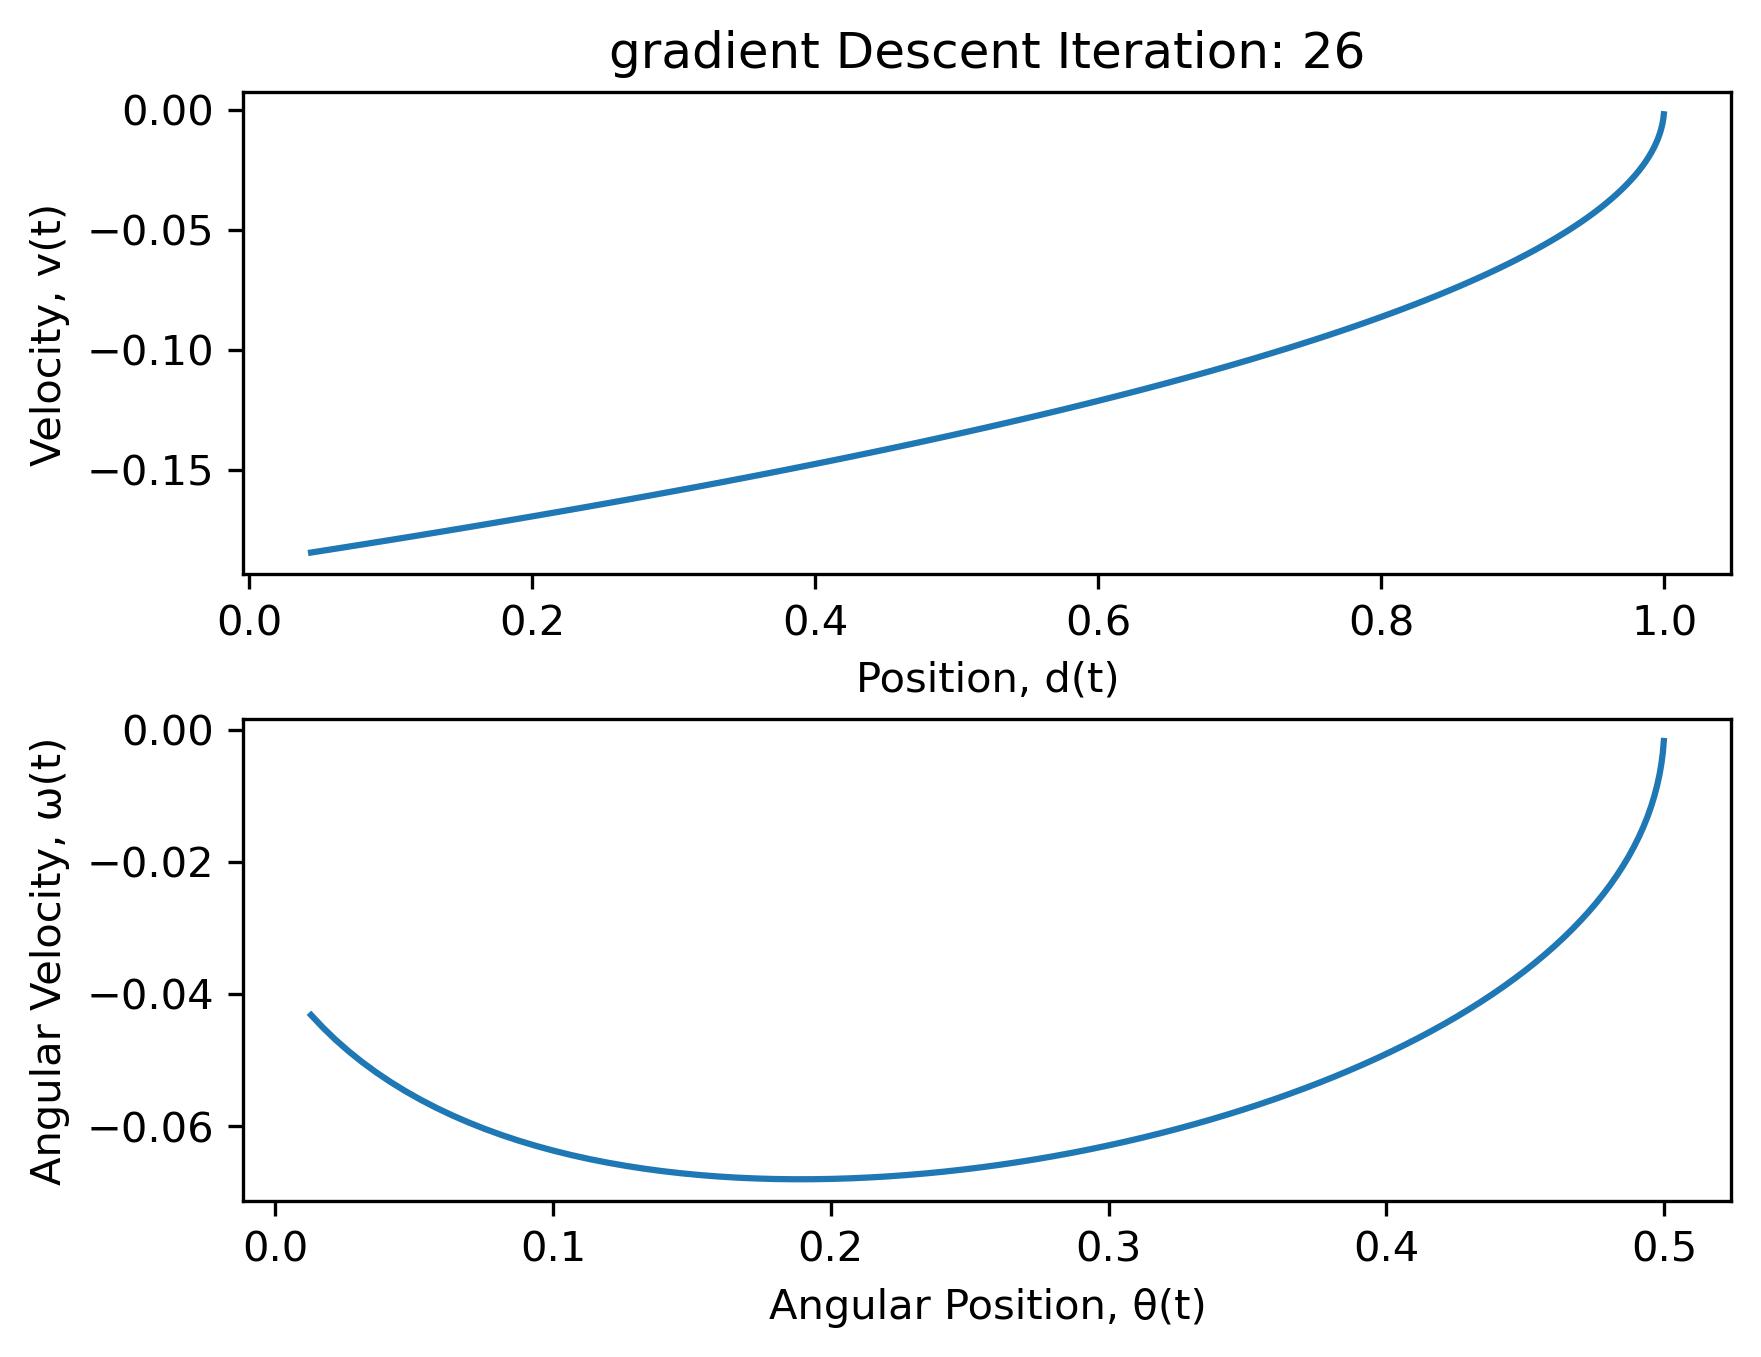 gradient Descent Iteration: 26
0.00
−0.05
−0.10
−0.15
Velocity, v(t)
0.0 0.2 0.4 0.6 0.8 1.0
Position, d(t)
0.00
−0.02
−0.04
−0.06
Angular Velocity, ω(t)
0.0 0.1 0.2 0.3 0.4 0.5
Angular Position, θ(t)